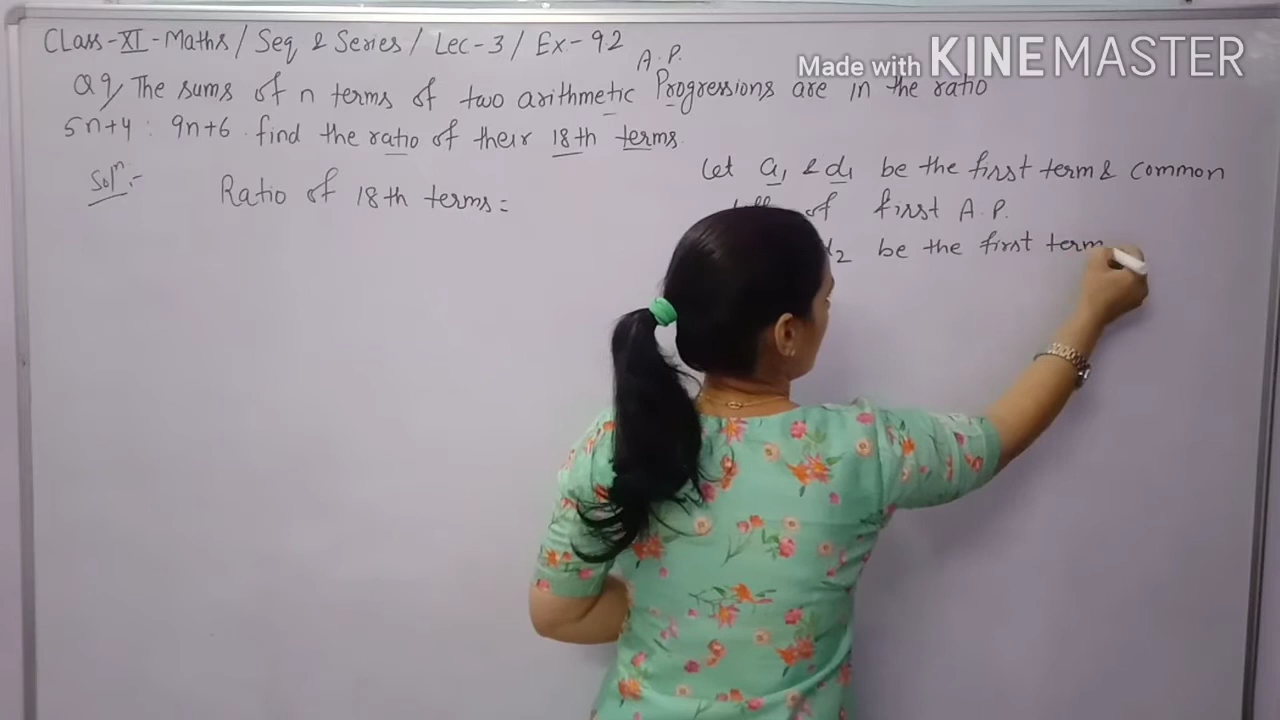 Class-XI-Maths / Seq & Series / Lec-3 / Ex-92
A.P.
Made with KINEMASTER
Q9, The sums of n terms of two arithmetic Progressions are in the ratio
5n+4 : 9n+6. find the ratio of their 18th terms.
Solⁿ:-
Ratio of 18th terms =
Let a₁ & d₁ be the first term & common
of first A.P.
d₂ be the first term